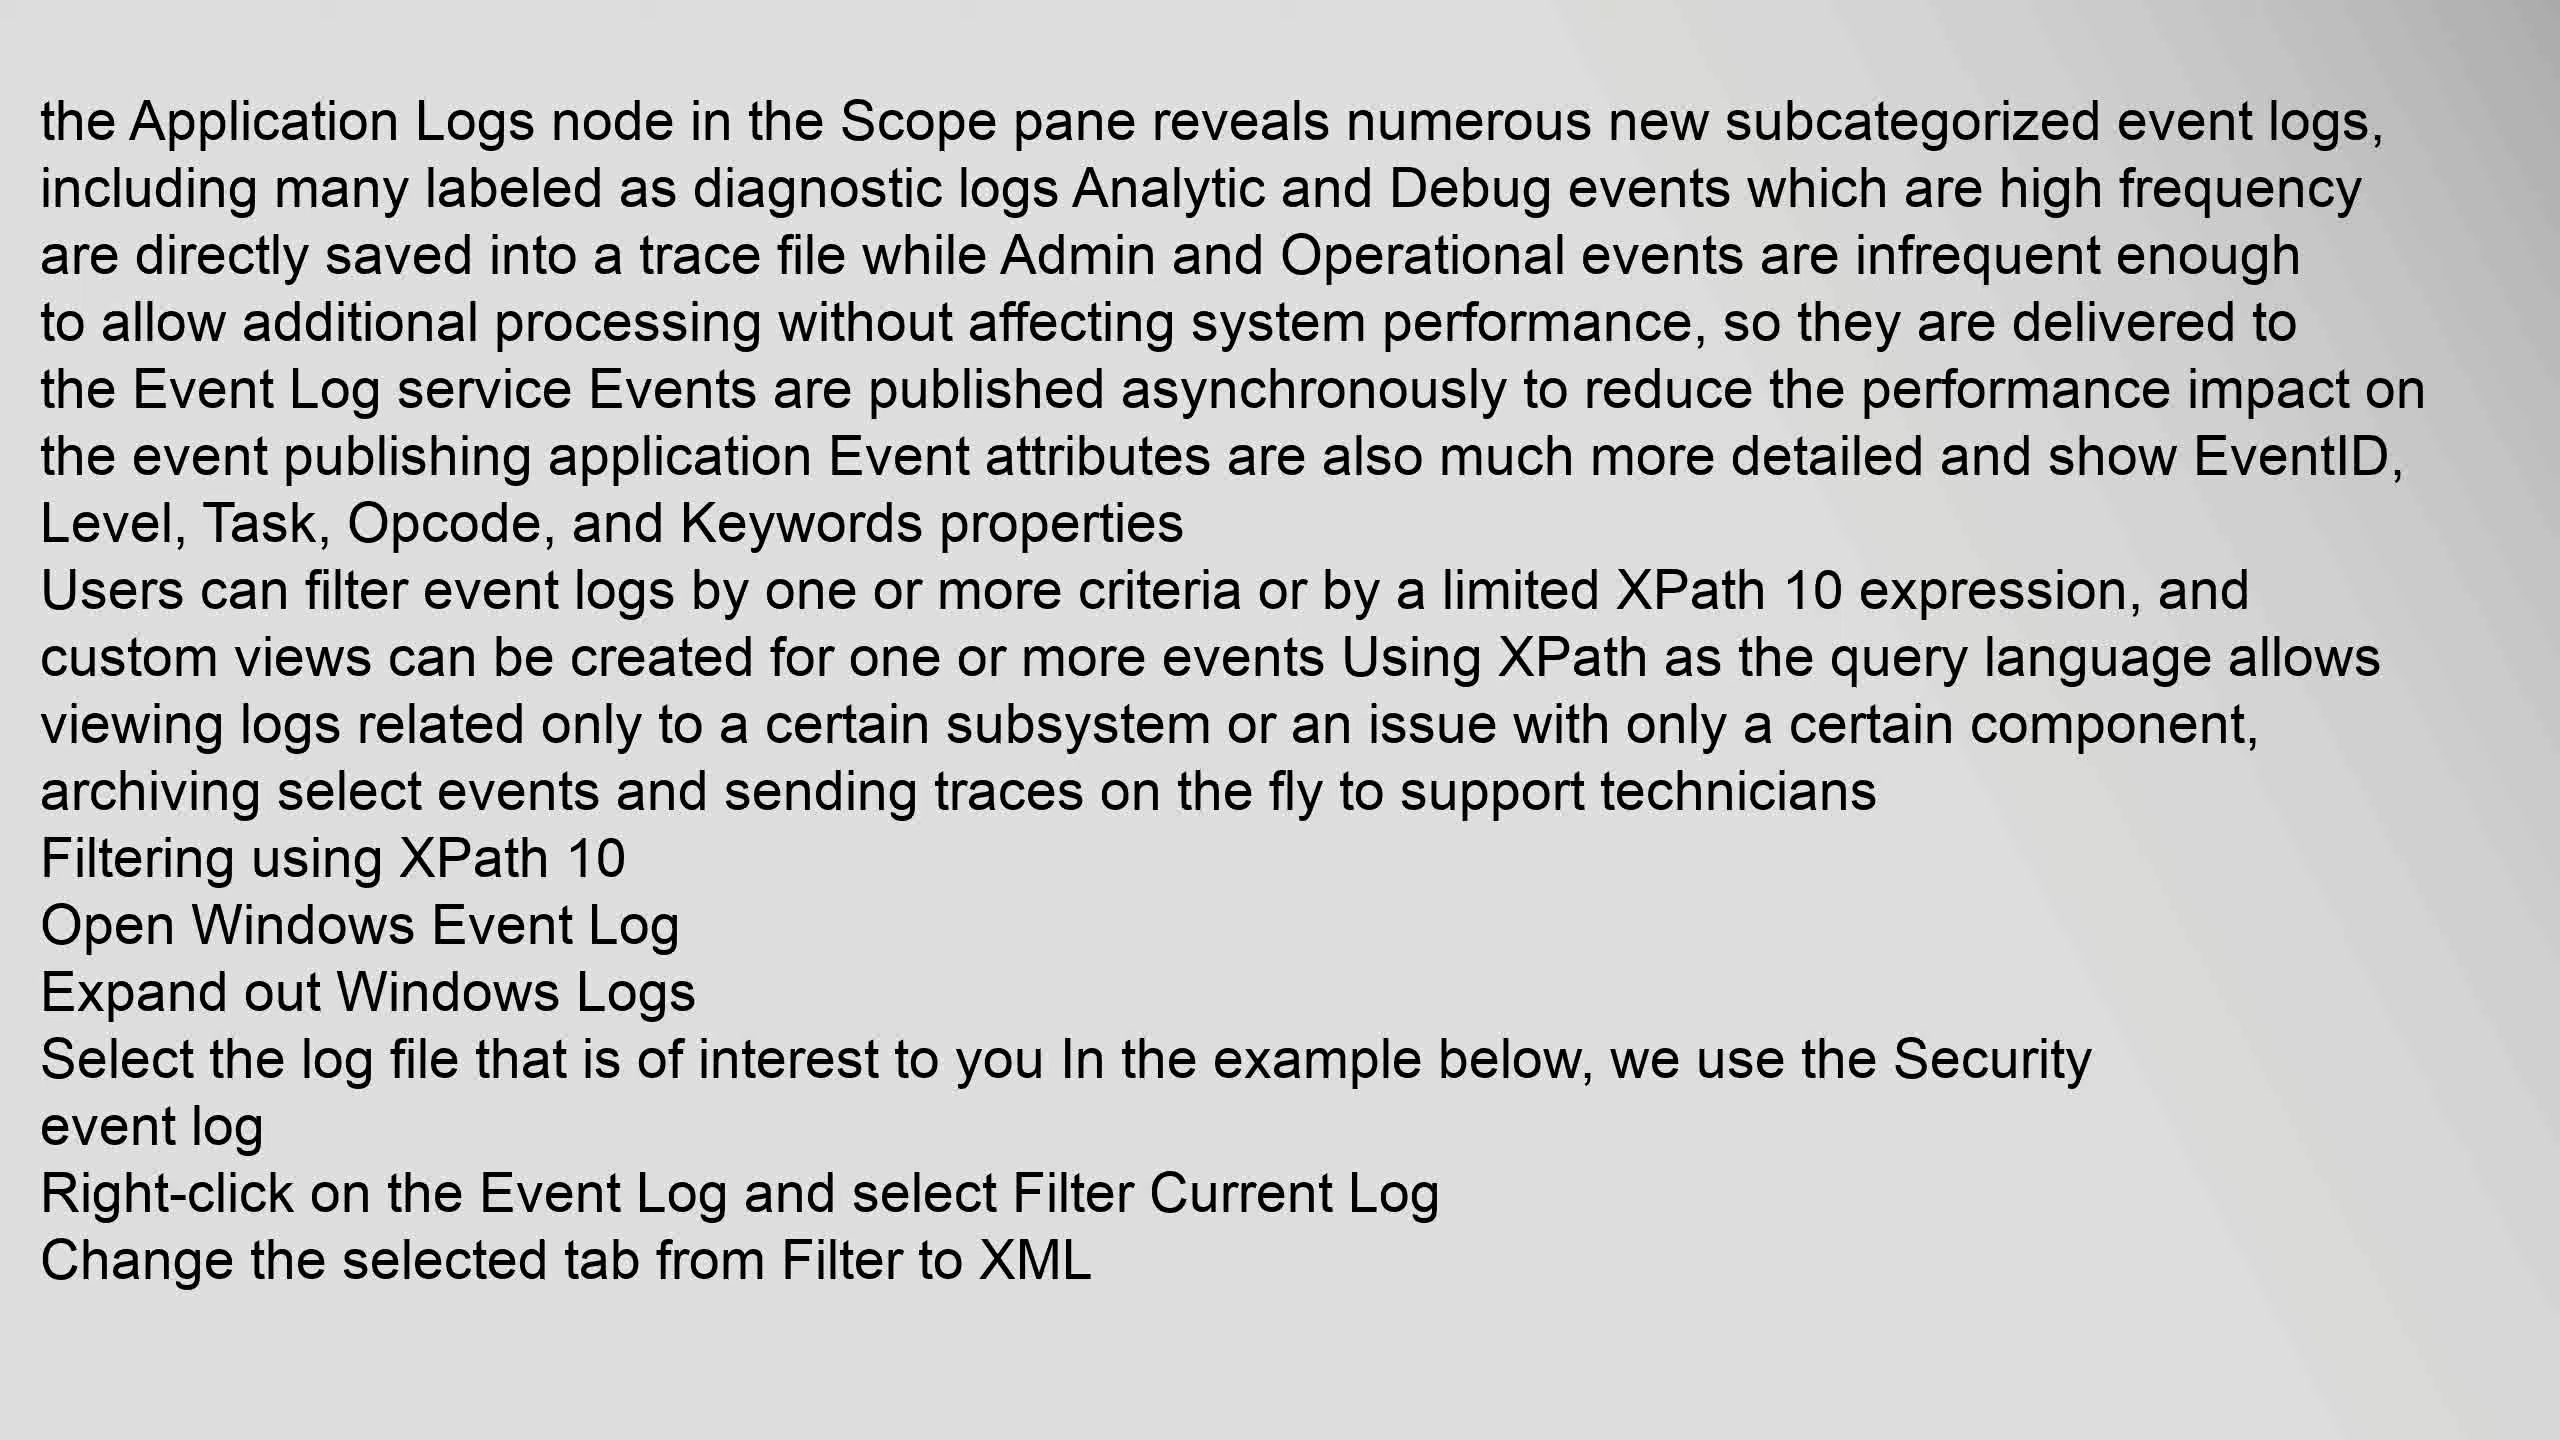 the Application Logs node in the Scope pane reveals numerous new subcategorized event logs,
including many labeled as diagnostic logs Analytic and Debug events which are high frequency
are directly saved into a trace file while Admin and Operational events are infrequent enough
to allow additional processing without affecting system performance, so they are delivered to
the Event Log service Events are published asynchronously to reduce the performance impact on
the event publishing application Event attributes are also much more detailed and show EventID,
Level, Task, Opcode, and Keywords properties
Users can filter event logs by one or more criteria or by a limited XPath 10 expression, and
custom views can be created for one or more events Using XPath as the query language allows
viewing logs related only to a certain subsystem or an issue with only a certain component,
archiving select events and sending traces on the fly to support technicians
Filtering using XPath 10
Open Windows Event Log
Expand out Windows Logs
Select the log file that is of interest to you In the example below, we use the Security
event log
Right-click on the Event Log and select Filter Current Log
Change the selected tab from Filter to XML